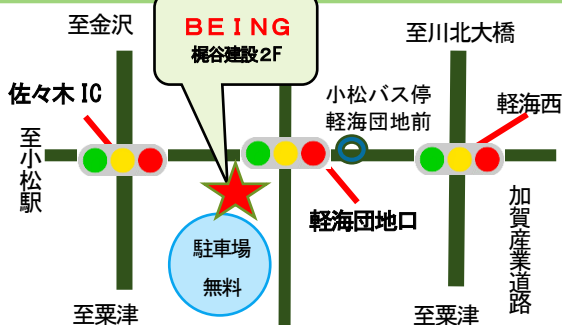 至金沢
BEING
梶谷建設2F
至川北大橋
佐々木IC
小松バス停
軽海団地前
軽海西
至小松駅
軽海団地口
加賀産業道路
駐車場
無料
至粟津
至粟津